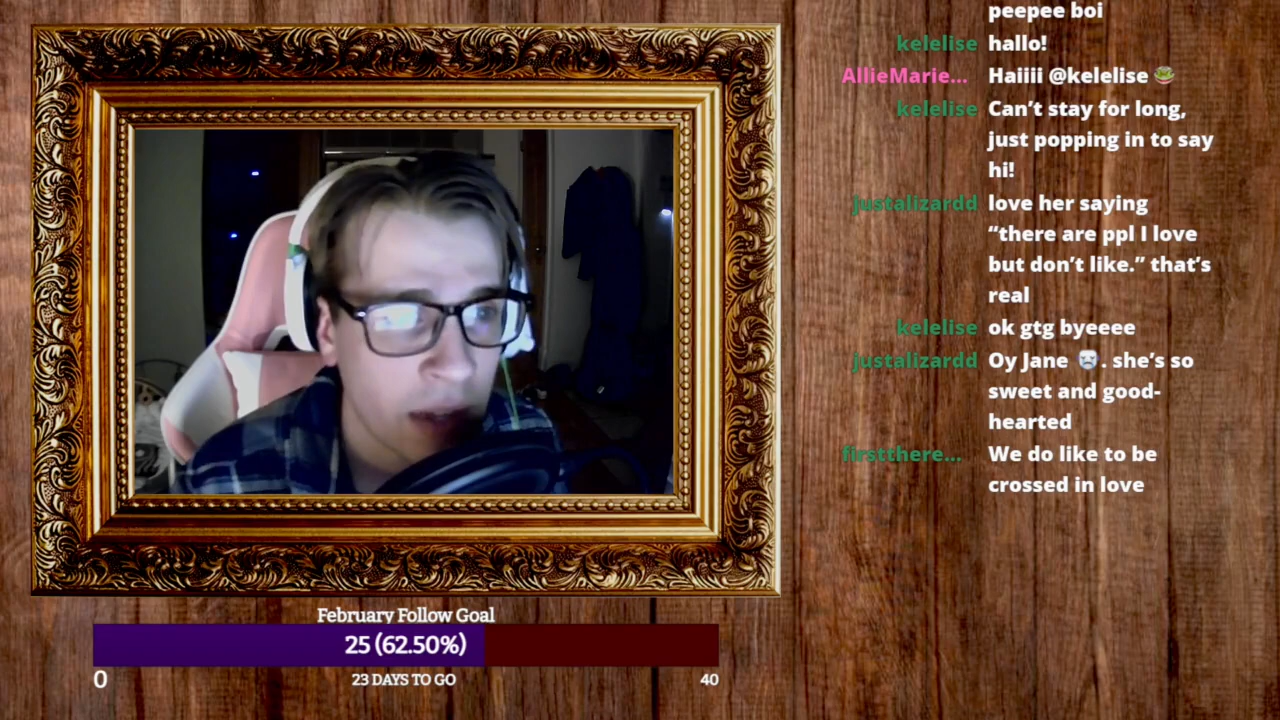 peepee boi
kelelise hallo!
AllieMarie... Haiiii @kelelise
kelelise Can't stay for long,
just popping in to say
hi!
justalizardd love her saying
“there are ppl I love
but don't like.” that's
real
kelelise ok gtg byeeee
justalizardd Oy Jane . she's so
sweet and good-
hearted
firstthere... We do like to be
crossed in love
February Follow Goal
25 (62.50%)
0 23 DAYS TO GO 40